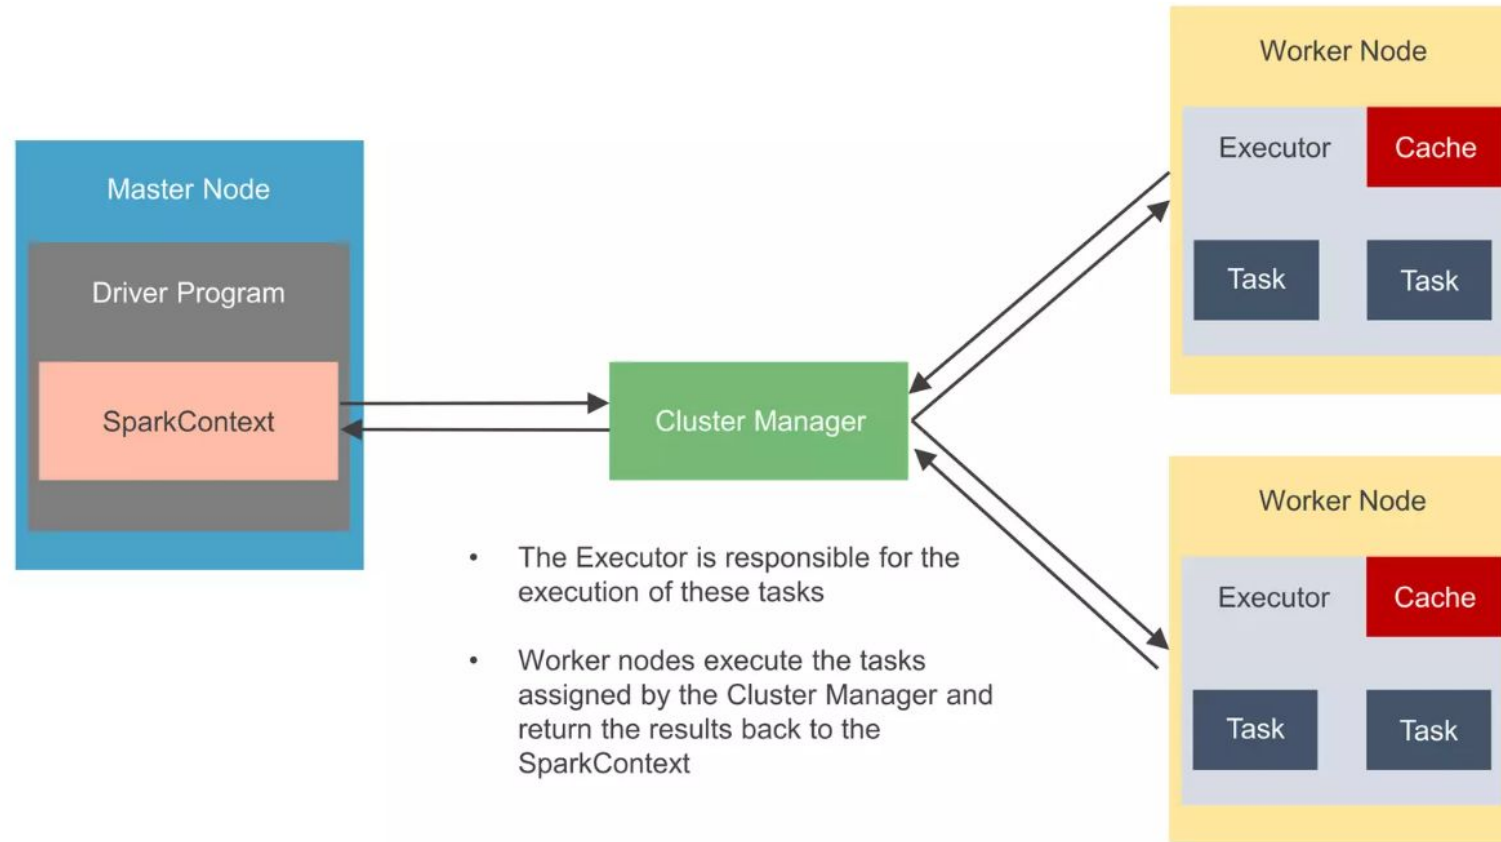 Master Node
Driver Program
SparkContext
Cluster Manager
• The Executor is responsible for the
execution of these tasks
• Worker nodes execute the tasks
assigned by the Cluster Manager and
return the results back to the
SparkContext
Worker Node
Executor
Cache
Task
Task
Worker Node
Executor
Cache
Task
Task